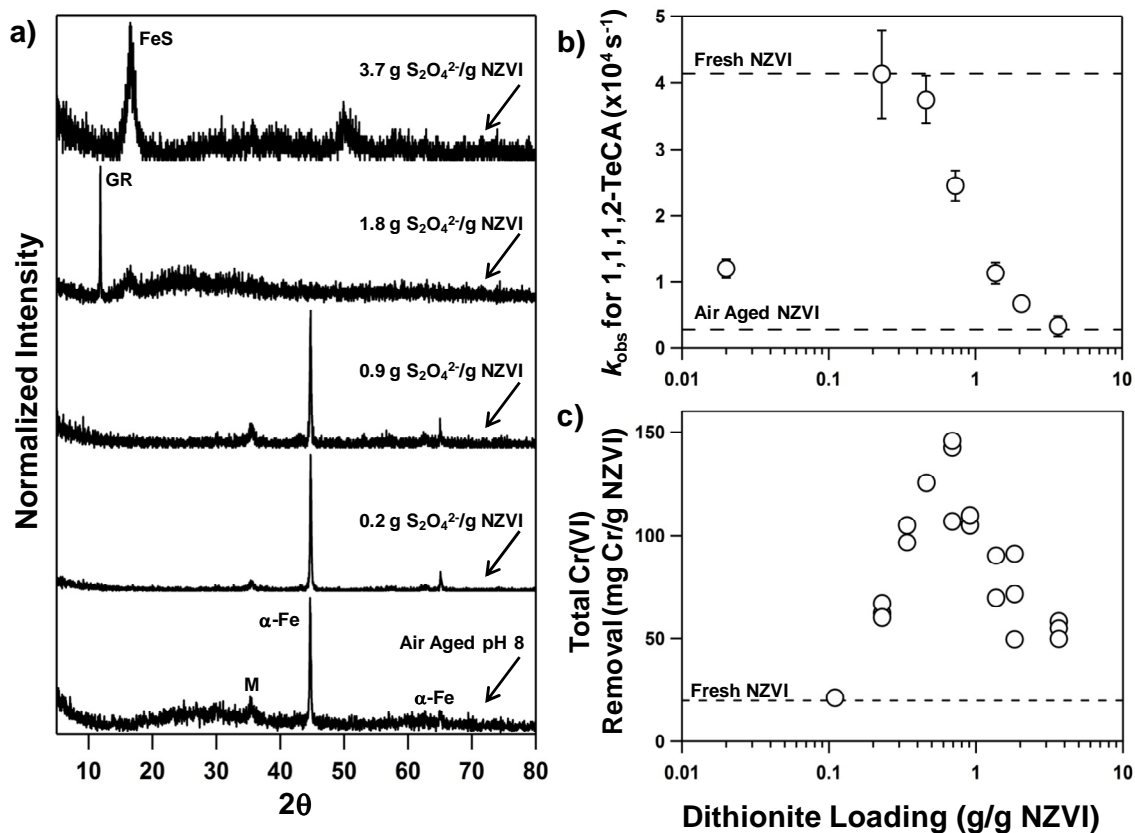 a)
FeS
3.7 g S₂O₄²⁻/g NZVI
GR
1.8 g S₂O₄²⁻/g NZVI
0.9 g S₂O₄²⁻/g NZVI
0.2 g S₂O₄²⁻/g NZVI
α-Fe
Air Aged pH 8
M
α-Fe
Normalized Intensity
10 20 30 40 50 60 70 80
2θ
b)
k_obs for 1,1,1,2-TeCA (x10⁴ s⁻¹)
5
4
3
2
1
0
Fresh NZVI
Air Aged NZVI
0.01 0.1 1 10
c)
Total Cr(VI)
Removal (mg Cr/g NZVI)
150
100
50
0
Fresh NZVI
0.01 0.1 1 10
Dithionite Loading (g/g NZVI)